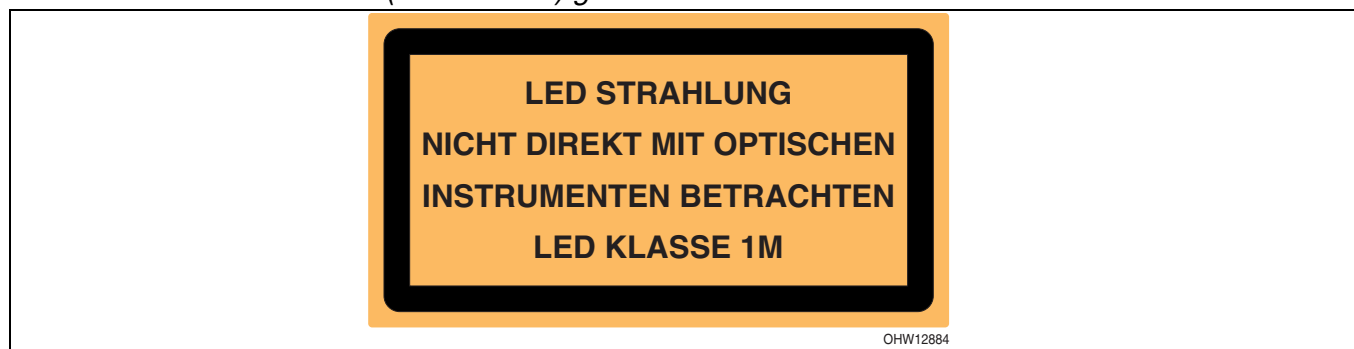 LED STRAHLUNG
NICHT DIREKT MIT OPTISCHEN
INSTRUMENTEN BETRACHTEN
LED KLASSE 1M
OHW12884